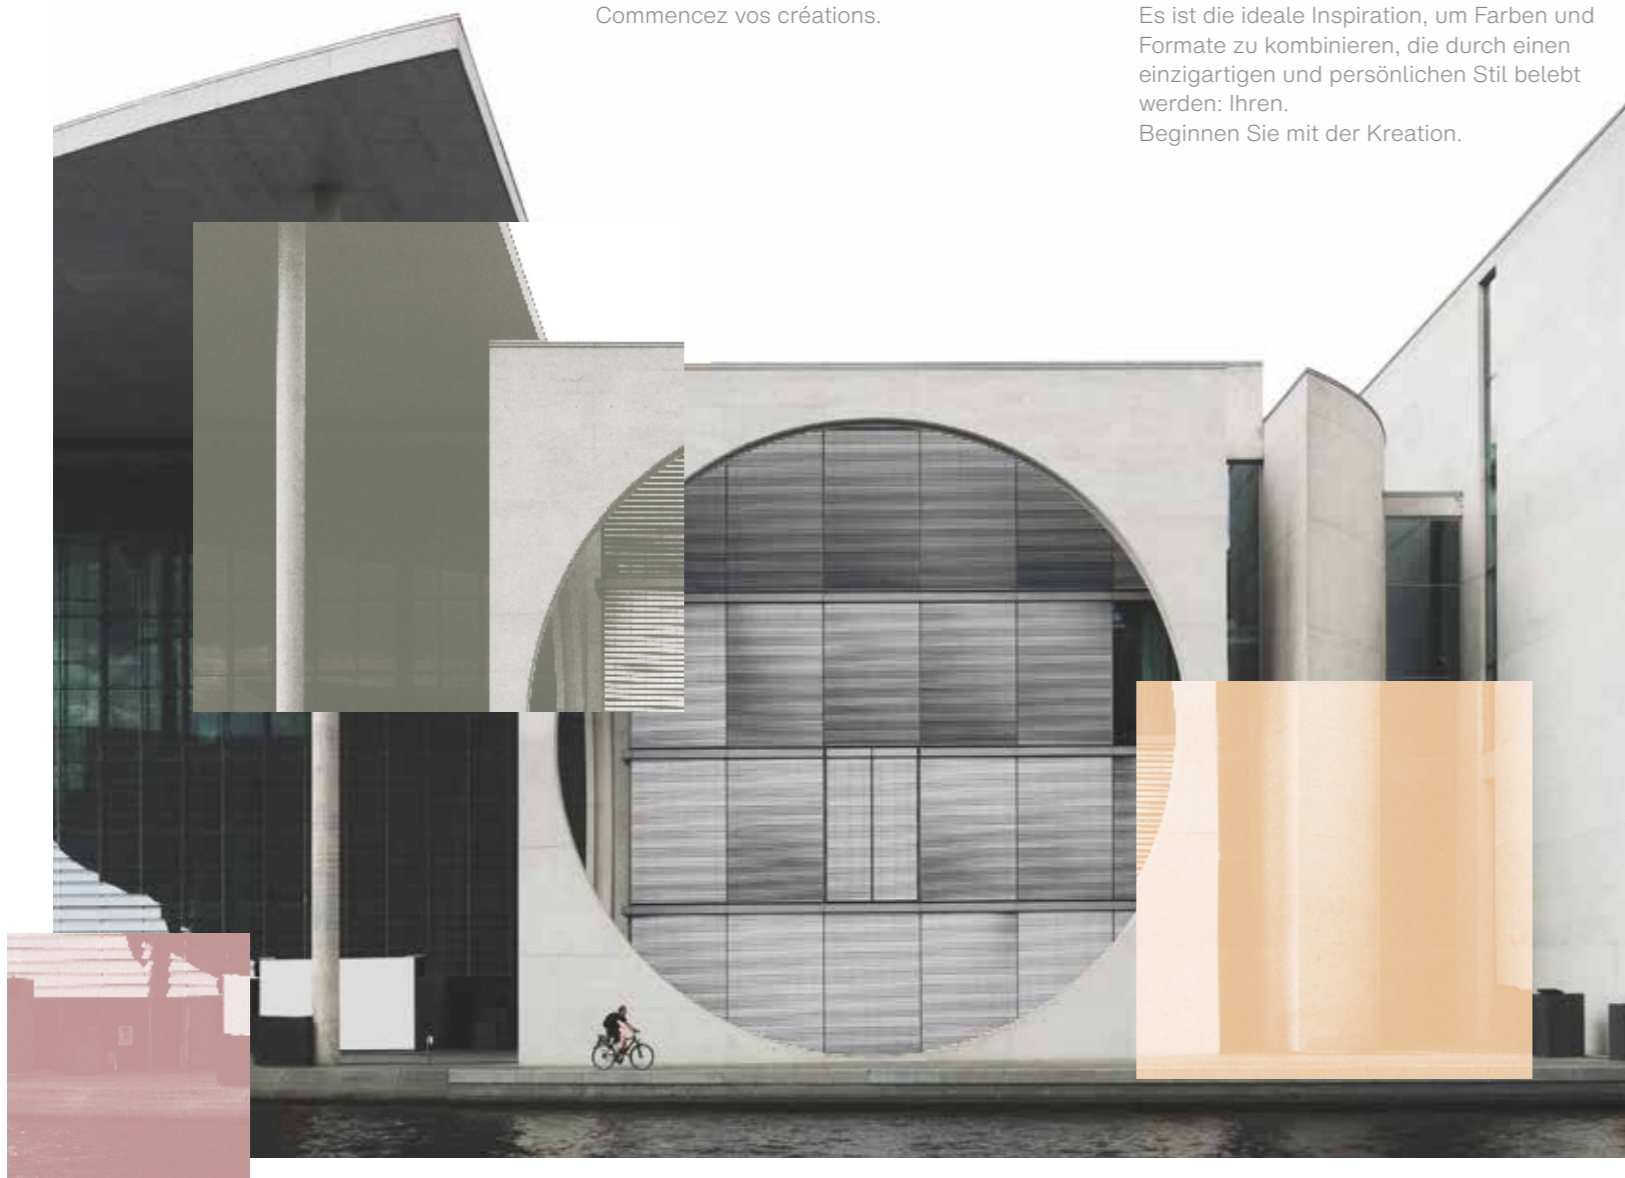 Commencez vos créations.
Es ist die ideale Inspiration, um Farben und
Formate zu kombinieren, die durch einen
einzigartigen und persönlichen Stil belebt
werden: Ihren.
Beginnen Sie mit der Kreation.